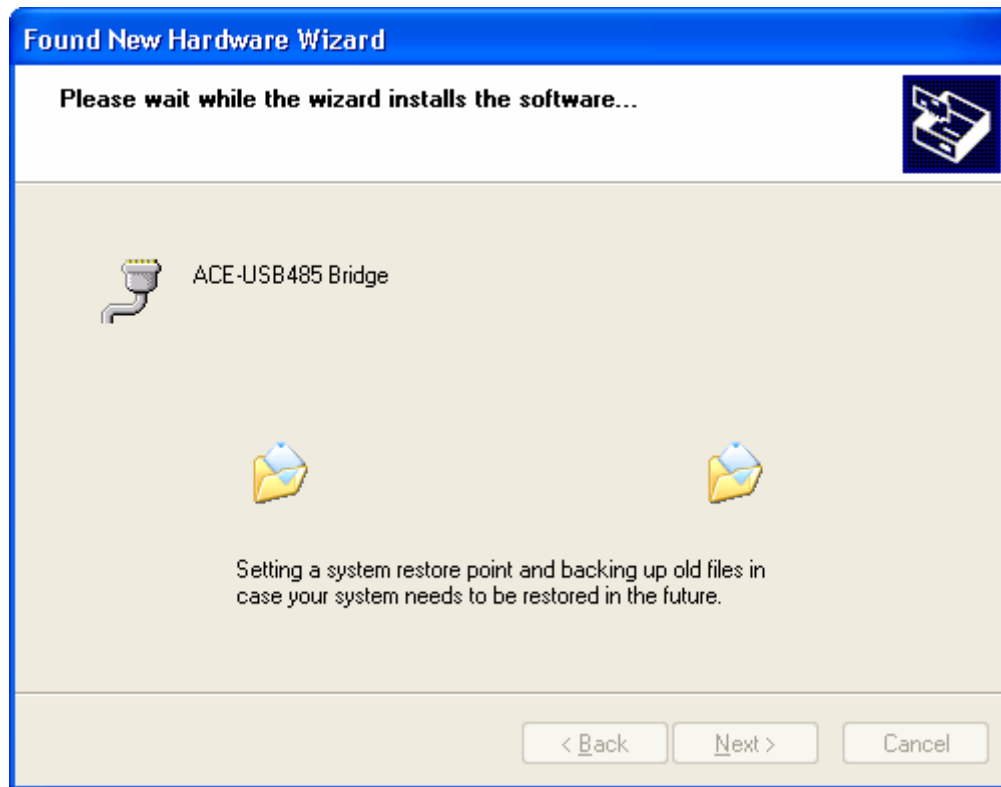 Found New Hardware Wizard
Please wait while the wizard installs the software...
ACE-USB485 Bridge
Setting a system restore point and backing up old files in
case your system needs to be restored in the future.
< Back
Next >
Cancel